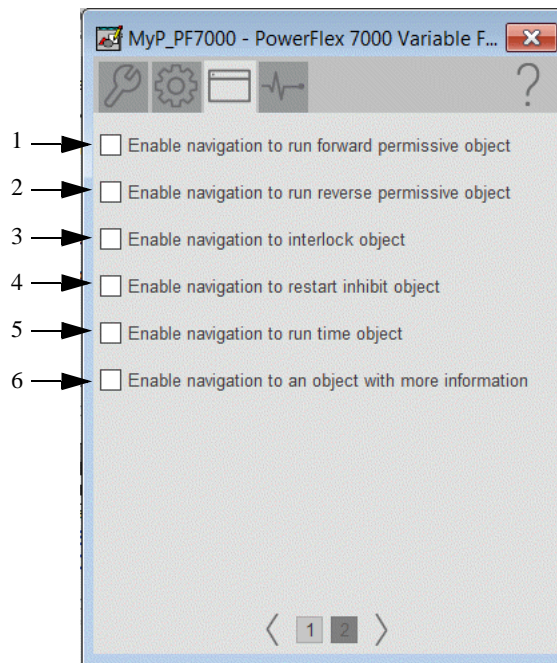 MyP_PF7000 - PowerFlex 7000 Variable F...
?
1 Enable navigation to run forward permissive object
2 Enable navigation to run reverse permissive object
3 Enable navigation to interlock object
4 Enable navigation to restart inhibit object
5 Enable navigation to run time object
6 Enable navigation to an object with more information
1 2